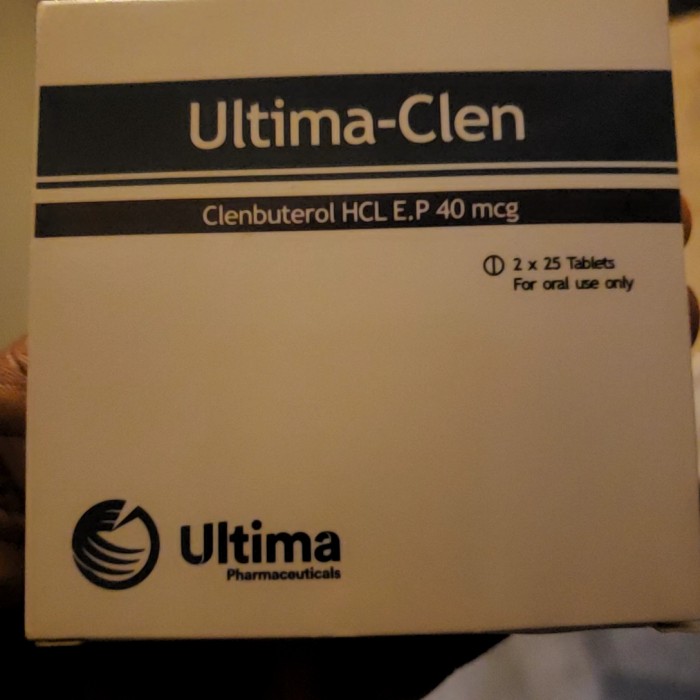 Ultima-Clen
Clenbuterol HCL E.P 40 mcg
2 x 25 Tablets
For oral use only
Ultima
Pharmaceuticals